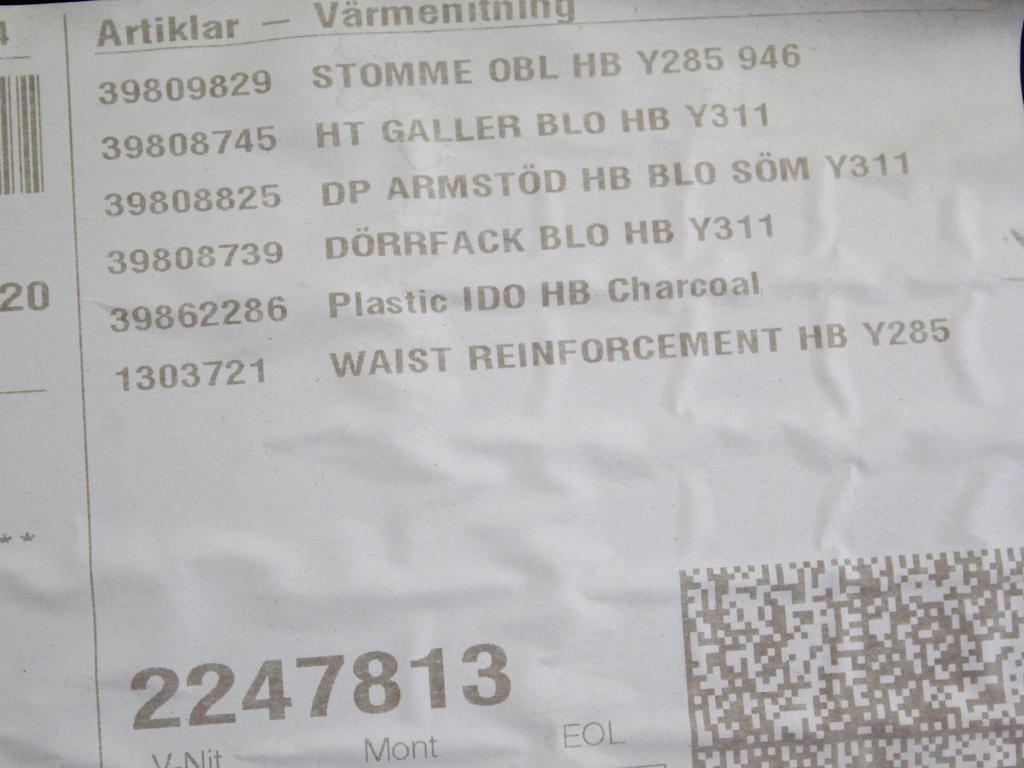 4
Artiklar — Värmenitning
39809829 STOMME OBL HB Y285 946
39808745 HT GALLER BLO HB Y311
39808825 DP ARMSTÖD HB BLO SÖM Y311
39808739 DÖRRFACK BLO HB Y311
20
39862286 Plastic IDO HB Charcoal
1303721 WAIST REINFORCEMENT HB Y285
**
2247813
V-Nit Mont EOL